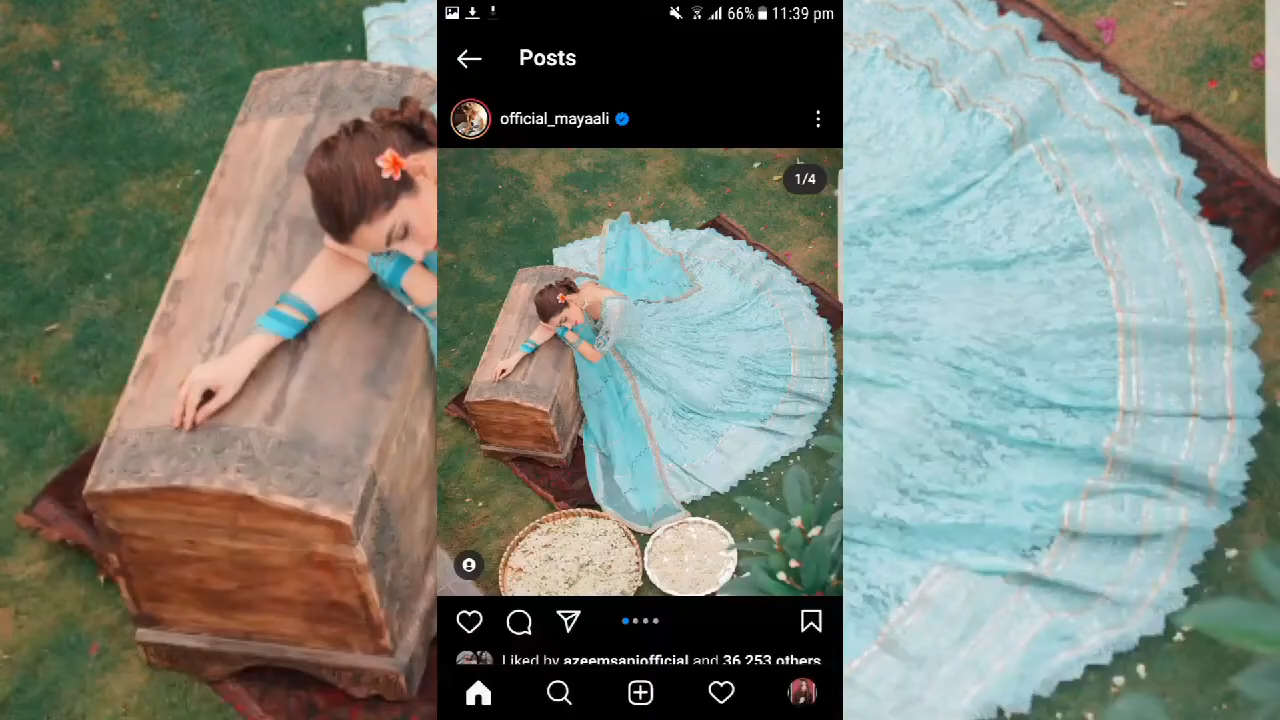 66% 11:39 pm
Posts
official_mayaali
1/4
Liked by azeemsaniofficial and 36,253 others